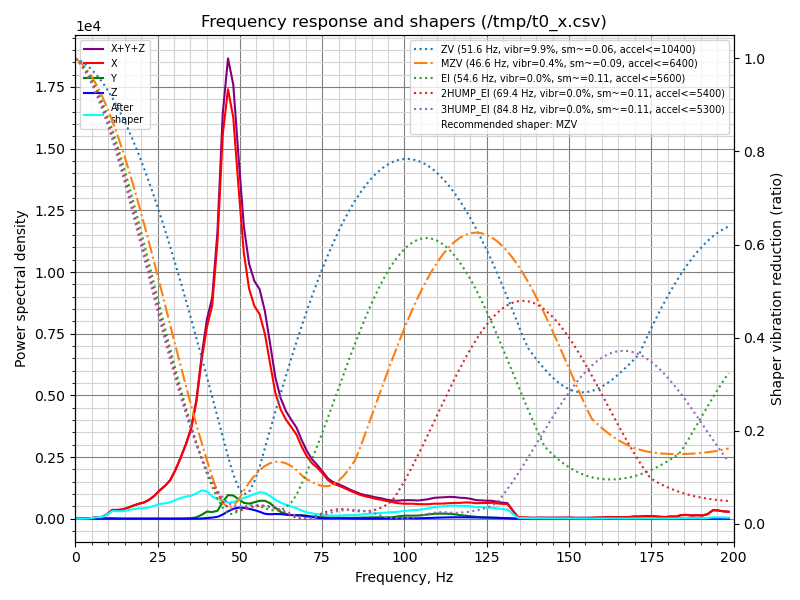 Frequency response and shapers (/tmp/t0_x.csv)
1e4
X+Y+Z
X
Y
Z
After
shaper
ZV (51.6 Hz, vibr=9.9%, sm~=0.06, accel<=10400)
MZV (46.6 Hz, vibr=0.4%, sm~=0.09, accel<=6400)
EI (54.6 Hz, vibr=0.0%, sm~=0.11, accel<=5600)
2HUMP_EI (69.4 Hz, vibr=0.0%, sm~=0.11, accel<=5400)
3HUMP_EI (84.8 Hz, vibr=0.0%, sm~=0.11, accel<=5300)
Recommended shaper: MZV
Power spectral density
1.75
1.50
1.25
1.00
0.75
0.50
0.25
0.00
1.0
0.8
0.6
0.4
0.2
0.0
Shaper vibration reduction (ratio)
0 25 50 75 100 125 150 175 200
Frequency, Hz